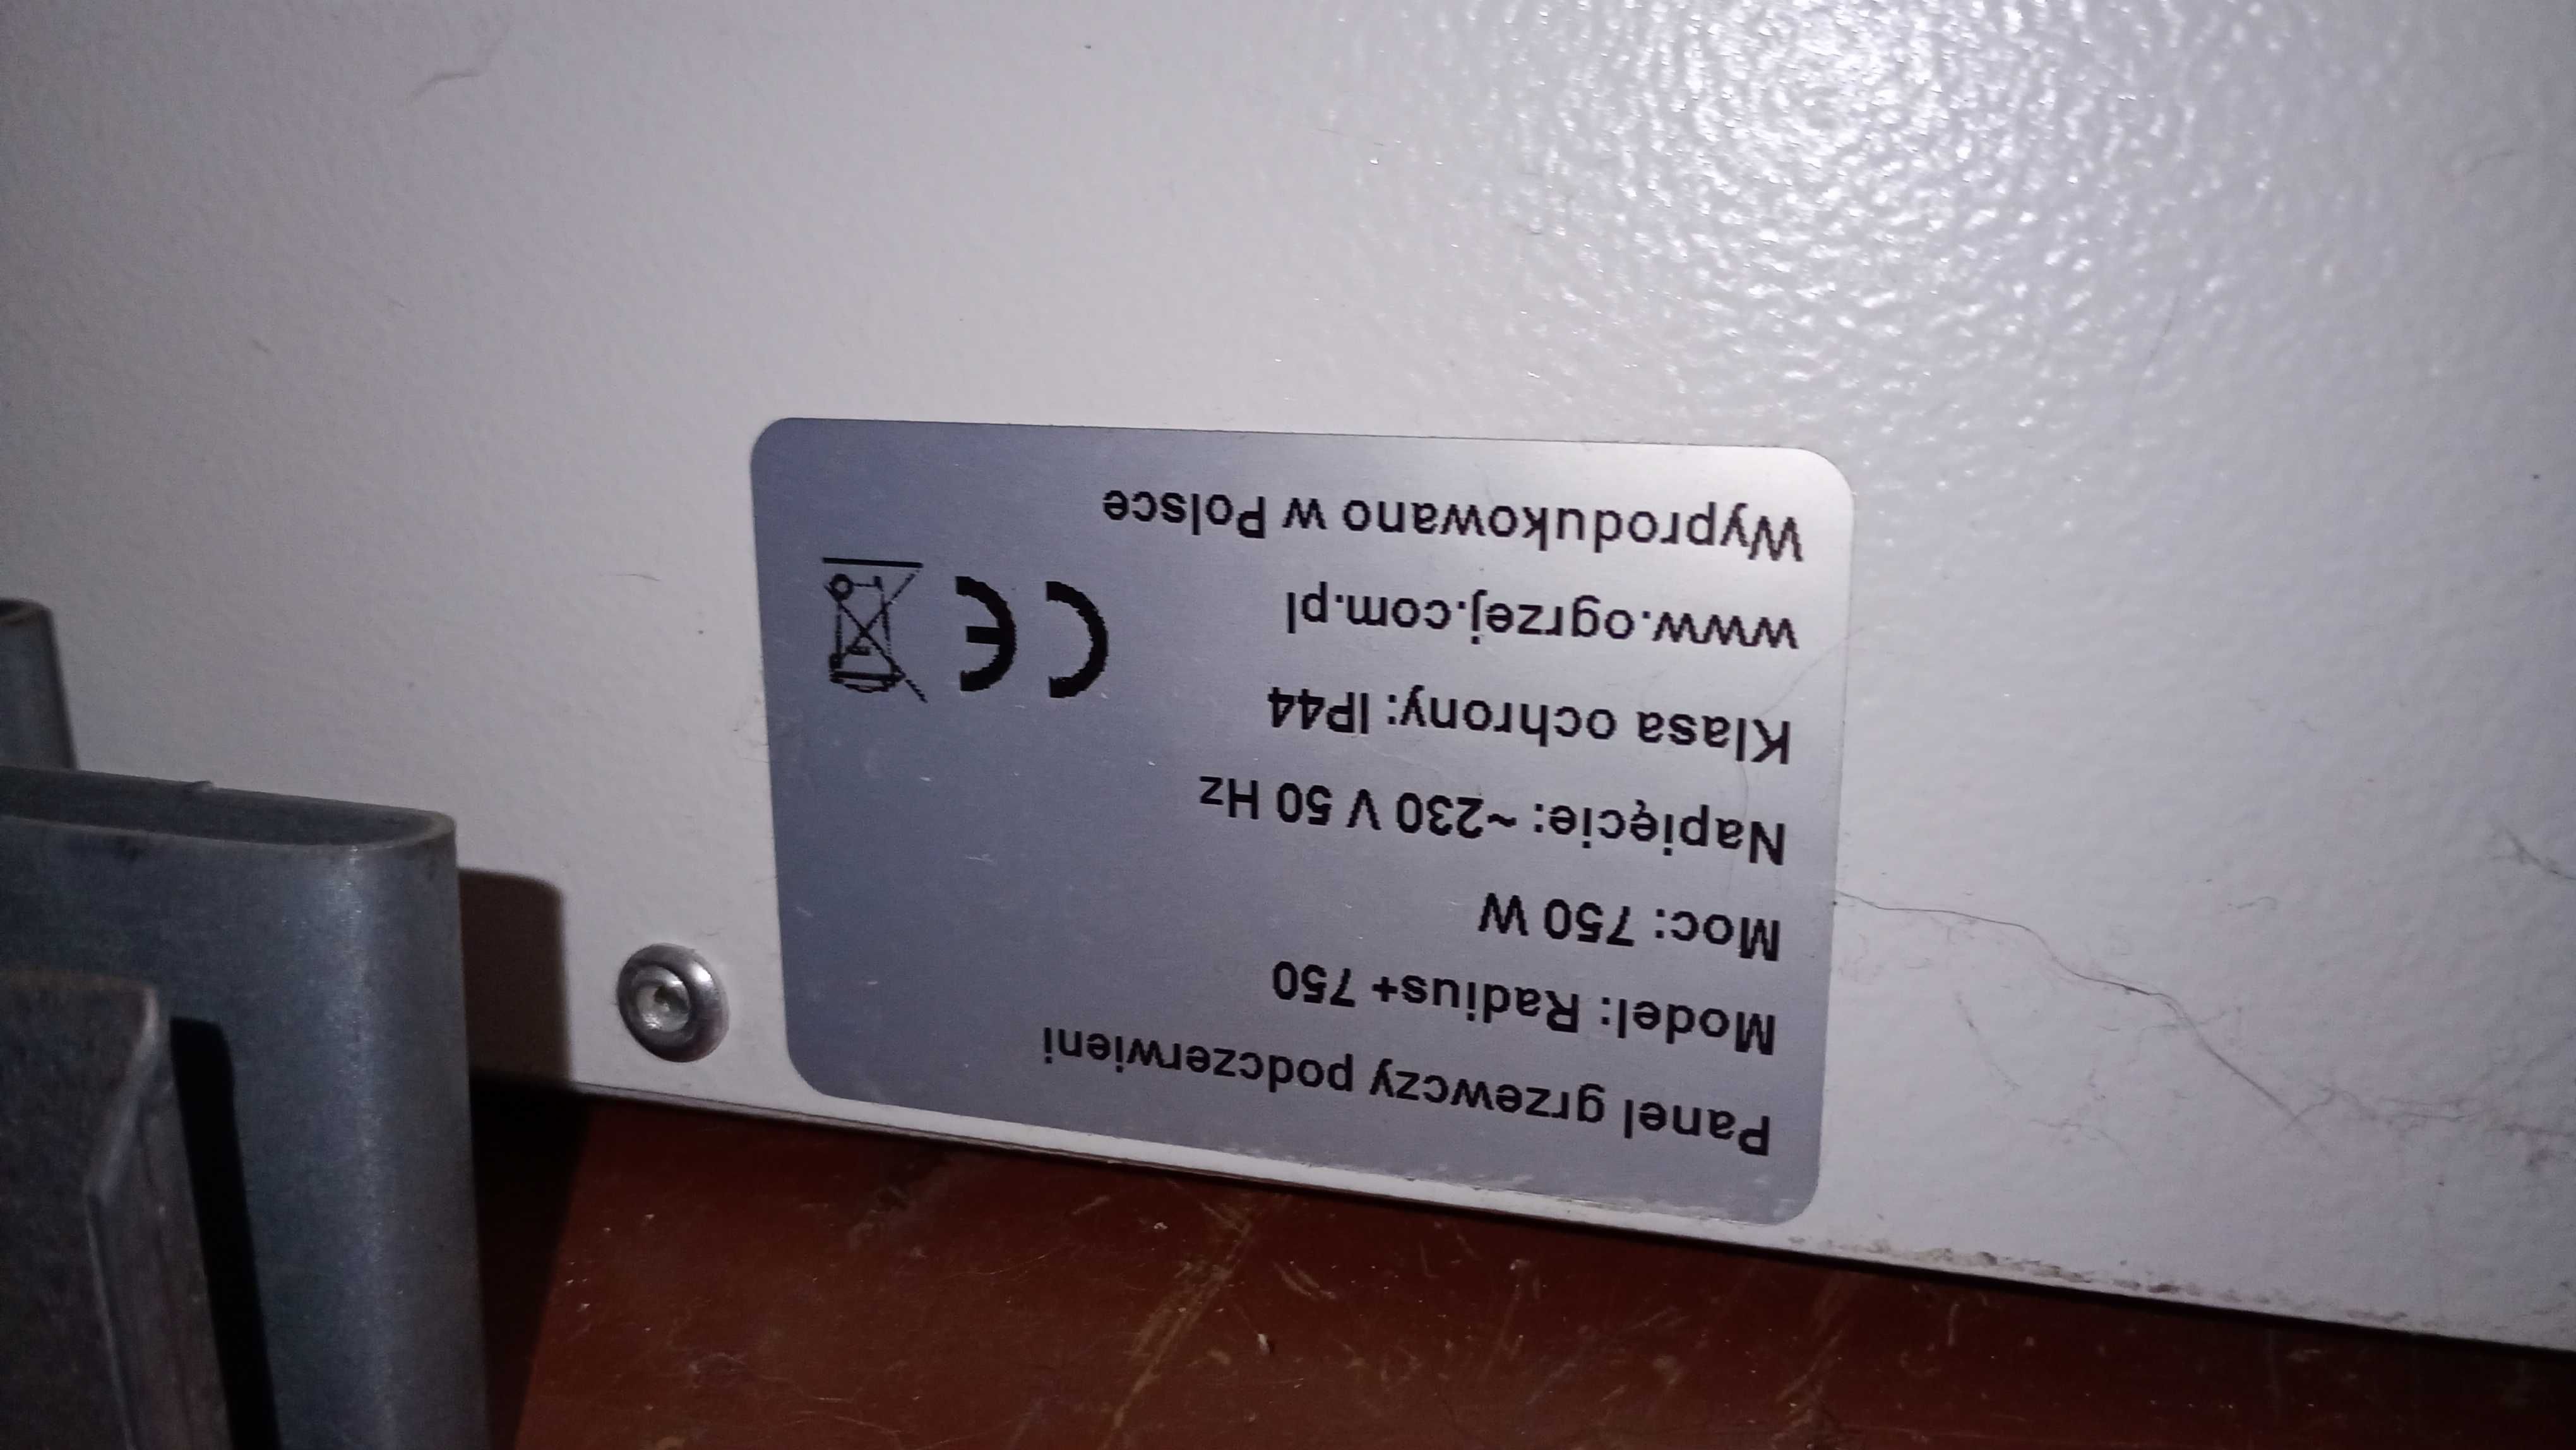 Panel grzewczy podczerwieni
Model: Radius+ 750
Moc: 750 W
Napięcie: ~230 V 50 Hz
Klasa ochrony: IP44
www.ogrzej.com.pl
CE
Wyprodukowano w Polsce